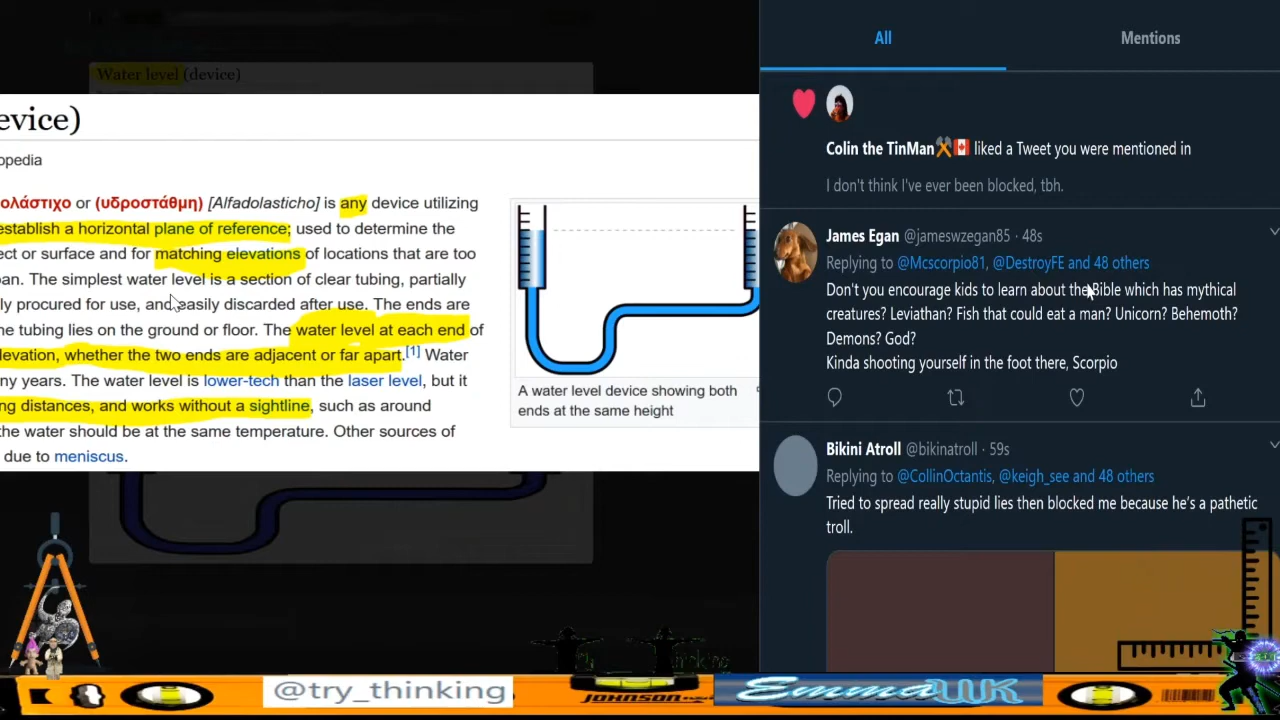 Water level (device)
evice)
opedia
ολάστιχο or (υδροστάθμη) [Alfadolasticho] is any device utilizing
establish a horizontal plane of reference; used to determine the
ect or surface and for matching elevations of locations that are too
pan. The simplest water level is a section of clear tubing, partially
ly procured for use, and easily discarded after use. The ends are
ne tubing lies on the ground or floor. The water level at each end of
levation, whether the two ends are adjacent or far apart.[1] Water
ny years. The water level is lower-tech than the laser level, but it
ng distances, and works without a sightline, such as around
the water should be at the same temperature. Other sources of
due to meniscus.
A water level device showing both
ends at the same height
All
Mentions
Colin the TinMan⚒🇨🇦 liked a Tweet you were mentioned in
I don't think I've ever been blocked, tbh.
James Egan @jameswzegan85 · 48s
Replying to @Mcscorpio81, @DestroyFE and 48 others
Don't you encourage kids to learn about the Bible which has mythical
creatures? Leviathan? Fish that could eat a man? Unicorn? Behemoth?
Demons? God?
Kinda shooting yourself in the foot there, Scorpio
Bikini Atroll @bikinatroll · 59s
Replying to @CollinOctantis, @keigh_see and 48 others
Tried to spread really stupid lies then blocked me because he's a pathetic
troll.
@try_thinking
JOHNSON
EmmaUK